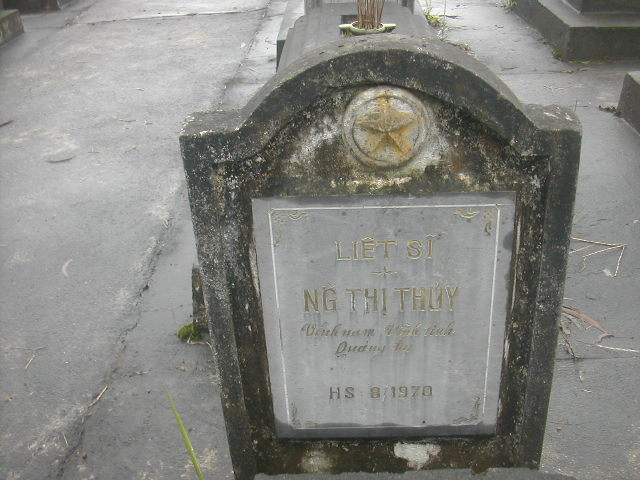 LIỆT SĨ
NG̃ THỊ THỦY
Vĩnh nam Vĩnh linh
Quảng trị
HS 8/1970